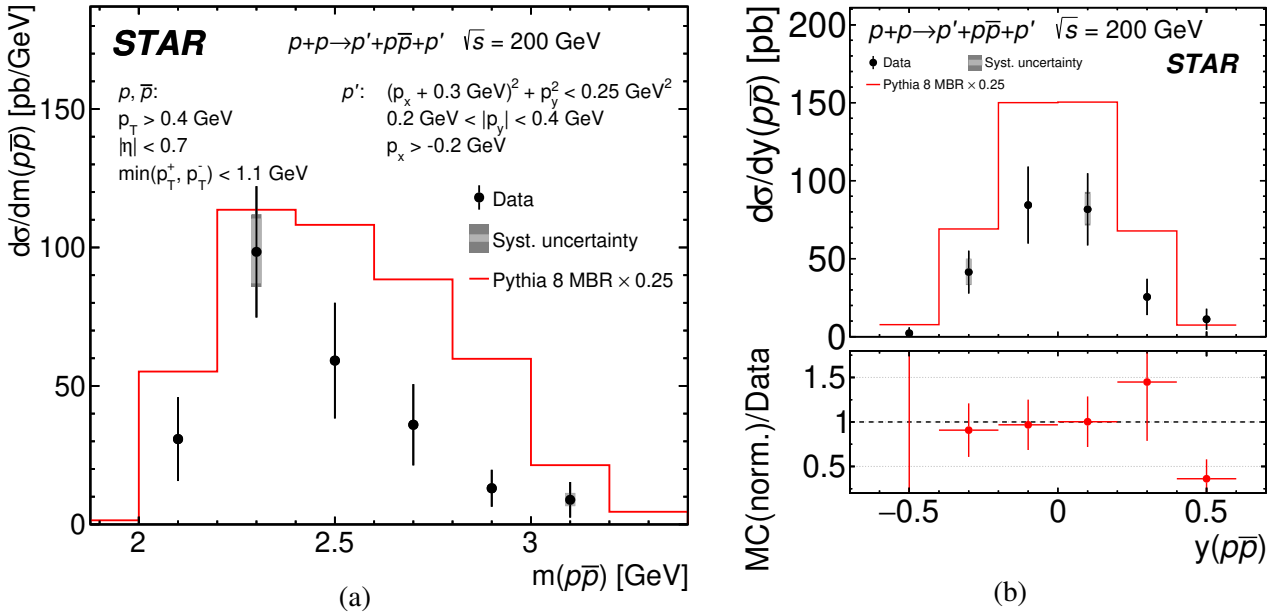 STAR
p+p→p′+pp̅+p′ √s = 200 GeV
p, p̅:
p_T > 0.4 GeV
|η| < 0.7
min(p_T^+, p_T^-) < 1.1 GeV
p′: (p_x + 0.3 GeV)² + p_y² < 0.25 GeV²
0.2 GeV < |p_y| < 0.4 GeV
p_x > -0.2 GeV
Data
Syst. uncertainty
Pythia 8 MBR × 0.25
dσ/dm(pp̅) [pb/GeV]
150
100
50
0
2
2.5
3
m(pp̅) [GeV]
(a)
p+p→p′+pp̅+p′ √s = 200 GeV
Data
Syst. uncertainty
STAR
Pythia 8 MBR × 0.25
dσ/dy(pp̅) [pb]
200
150
100
50
0
MC(norm.)/Data
1.5
1
0.5
−0.5
0
0.5
y(pp̅)
(b)